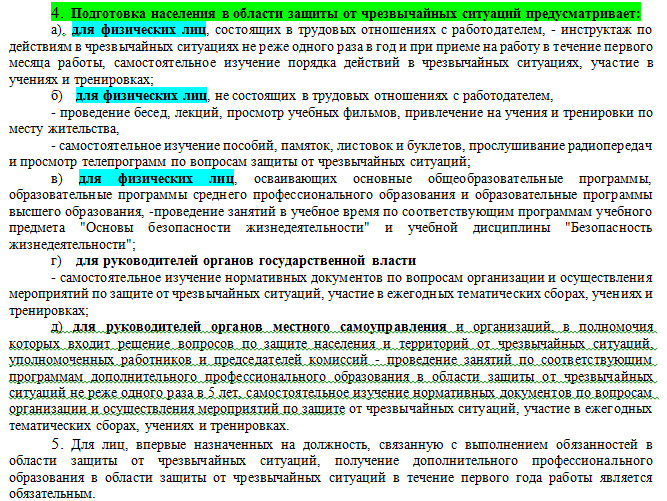 4. Подготовка населения в области защиты от чрезвычайных ситуаций предусматривает:
а), для физических лиц, состоящих в трудовых отношениях с работодателем, - инструктаж по
действиям в чрезвычайных ситуациях не реже одного раза в год и при приеме на работу в течение первого
месяца работы, самостоятельное изучение порядка действий в чрезвычайных ситуациях, участие в
учениях и тренировках;
б) для физических лиц, не состоящих в трудовых отношениях с работодателем,
- проведение бесед, лекций, просмотр учебных фильмов, привлечение на учения и тренировки по
месту жительства,
- самостоятельное изучение пособий, памяток, листовок и буклетов, прослушивание радиопередач
и просмотр телепрограмм по вопросам защиты от чрезвычайных ситуаций;
в) для физических лиц, осваивающих основные общеобразовательные программы,
образовательные программы среднего профессионального образования и образовательные программы
высшего образования, -проведение занятий в учебное время по соответствующим программам учебного
предмета "Основы безопасности жизнедеятельности" и учебной дисциплины "Безопасность
жизнедеятельности";
г) для руководителей органов государственной власти
- самостоятельное изучение нормативных документов по вопросам организации и осуществления
мероприятий по защите от чрезвычайных ситуаций, участие в ежегодных тематических сборах, учениях и
тренировках;
д) для руководителей органов местного самоуправления и организаций, в полномочия
которых входит решение вопросов по защите населения и территорий от чрезвычайных ситуаций,
уполномоченных работников и председателей комиссий - проведение занятий по соответствующим
программам дополнительного профессионального образования в области защиты от чрезвычайных
ситуаций не реже одного раза в 5 лет, самостоятельное изучение нормативных документов по вопросам
организации и осуществления мероприятий по защите от чрезвычайных ситуаций, участие в ежегодных
тематических сборах, учениях и тренировках.
5. Для лиц, впервые назначенных на должность, связанную с выполнением обязанностей в
области защиты от чрезвычайных ситуаций, получение дополнительного профессионального
образования в области защиты от чрезвычайных ситуаций в течение первого года работы является
обязательным.